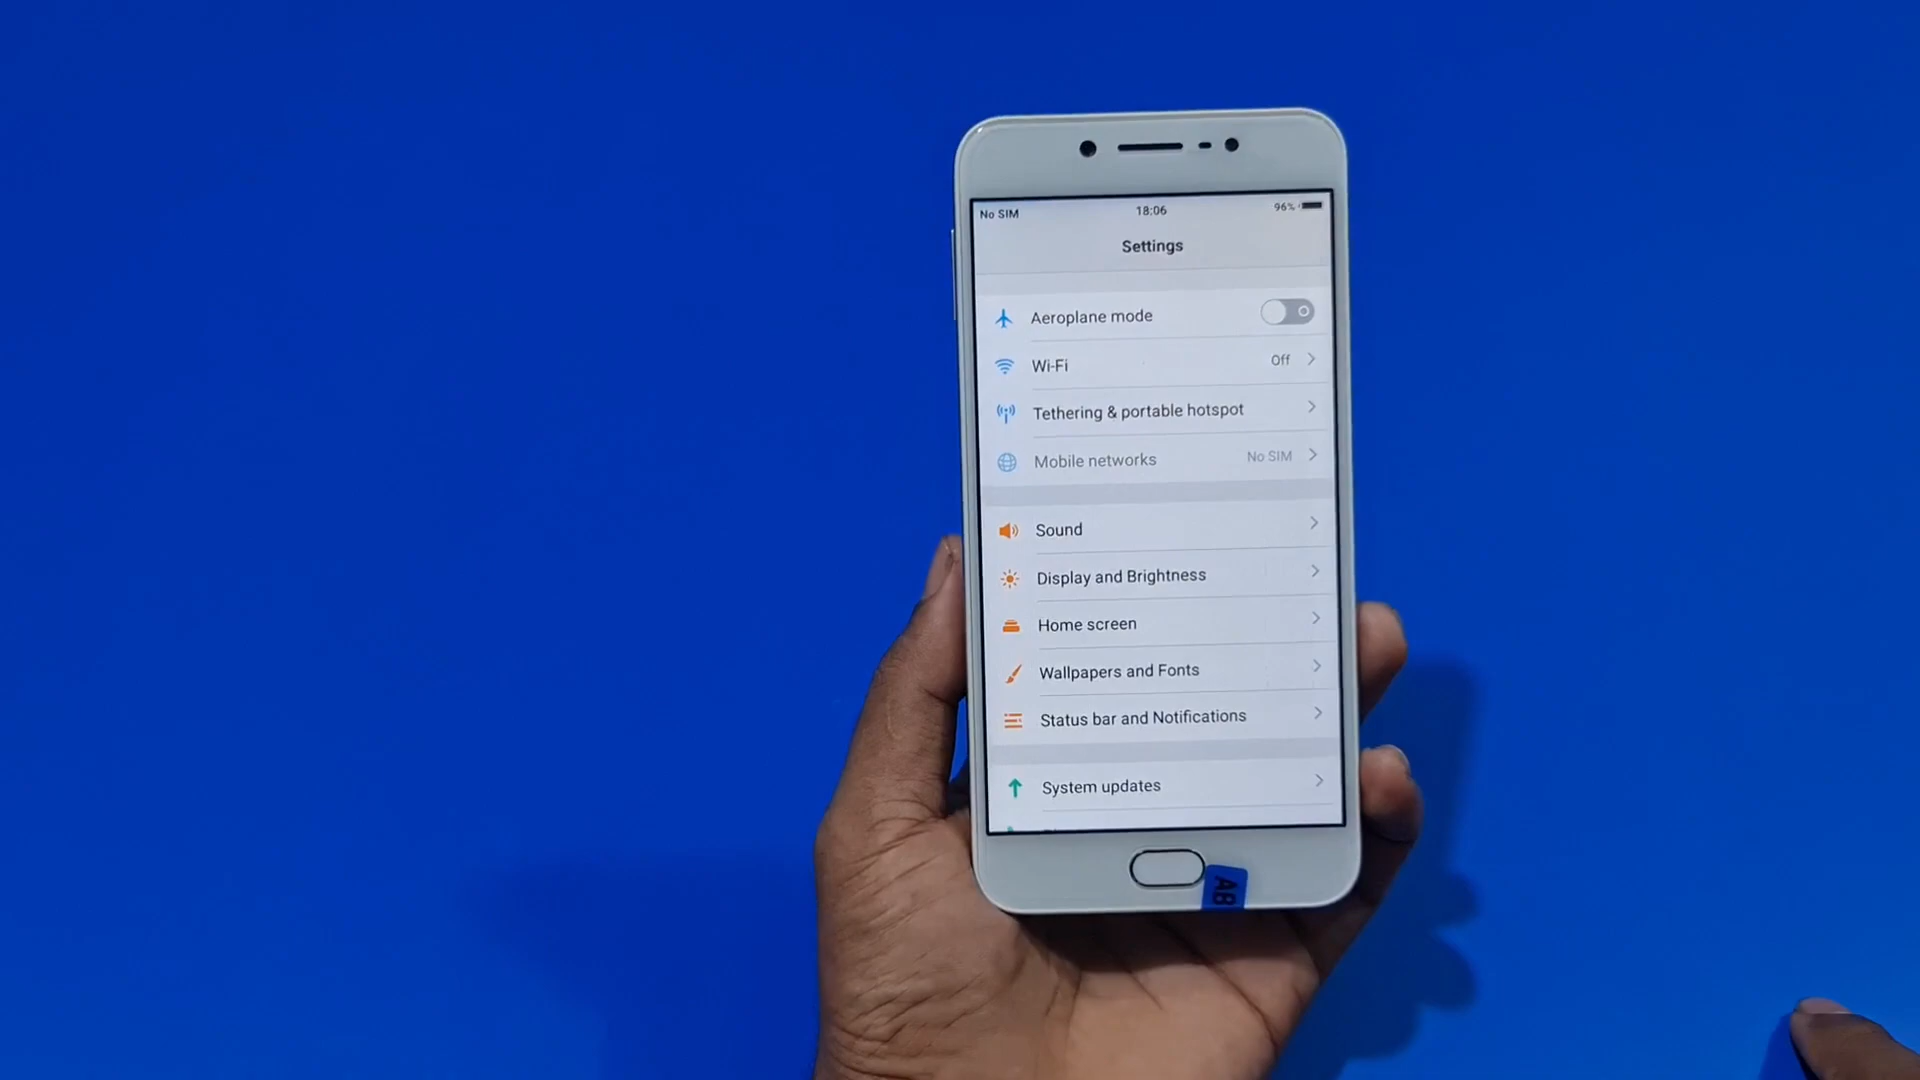 No SIM 18:06 96%
Settings
Aeroplane mode
Wi-Fi Off
Tethering & portable hotspot
Mobile networks No SIM
Sound
Display and Brightness
Home screen
Wallpapers and Fonts
Status bar and Notifications
System updates
AB